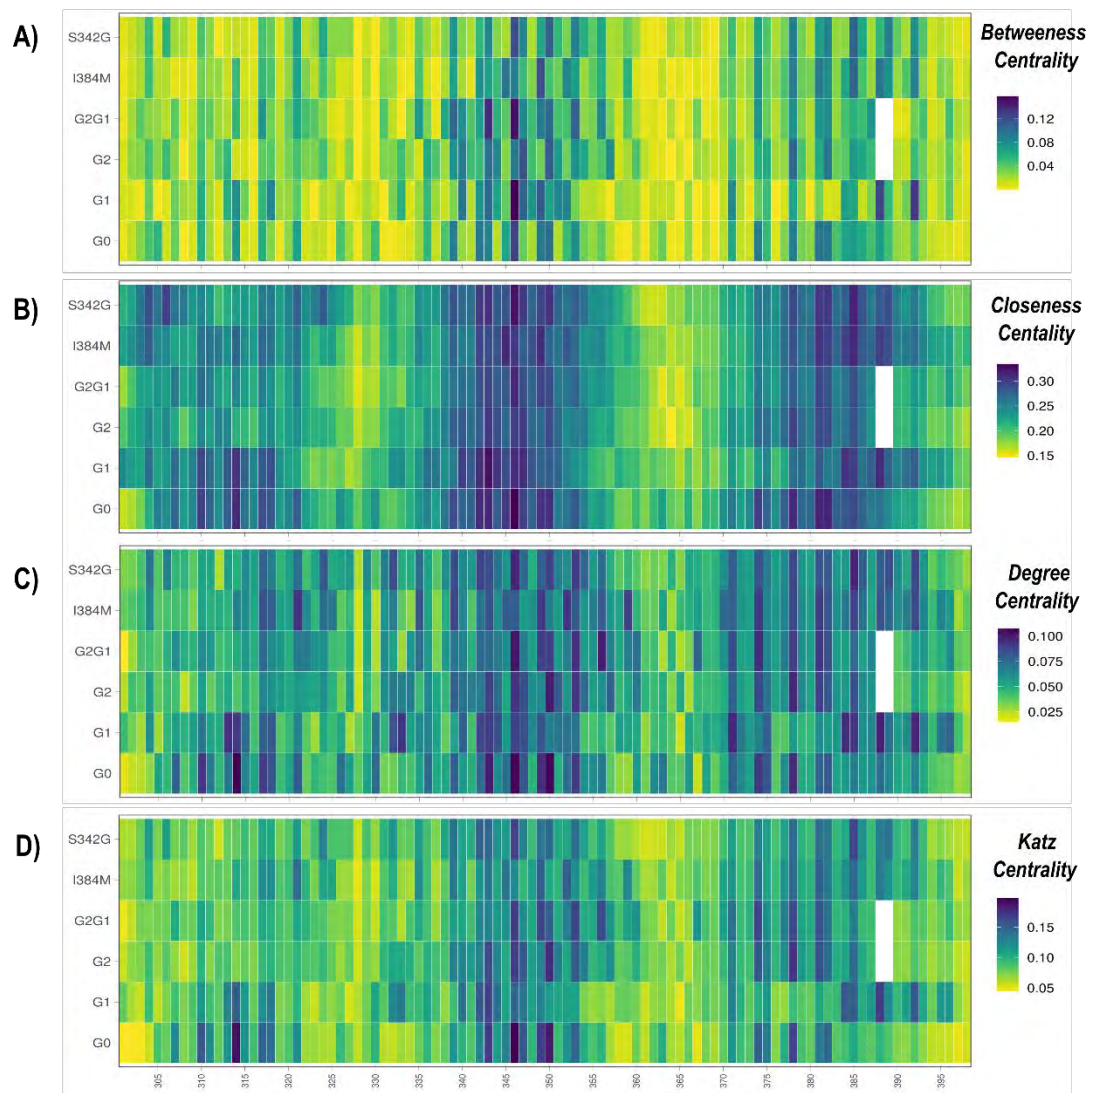 A)
S342G
I384M
G2G1
G2
G1
G0
Betweeness
Centrality
0.12
0.08
0.04
B)
S342G
I384M
G2G1
G2
G1
G0
Closeness
Centality
0.30
0.25
0.20
0.15
C)
S342G
I384M
G2G1
G2
G1
G0
Degree
Centrality
0.100
0.075
0.050
0.025
D)
S342G
I384M
G2G1
G2
G1
G0
Katz
Centrality
0.15
0.10
0.05
305 310 315 320 325 330 335 340 345 350 355 360 365 370 375 380 385 390 395